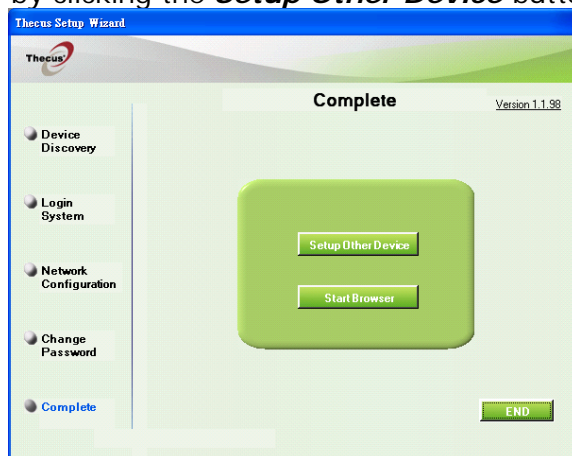 by clicking the Setup Other Device butto
Thecus Setup Wizard
Thecus
Complete
Version 1.1.98
Device
Discovery
Login
System
Network
Configuration
Change
Password
Complete
Setup Other Device
Start Browser
END